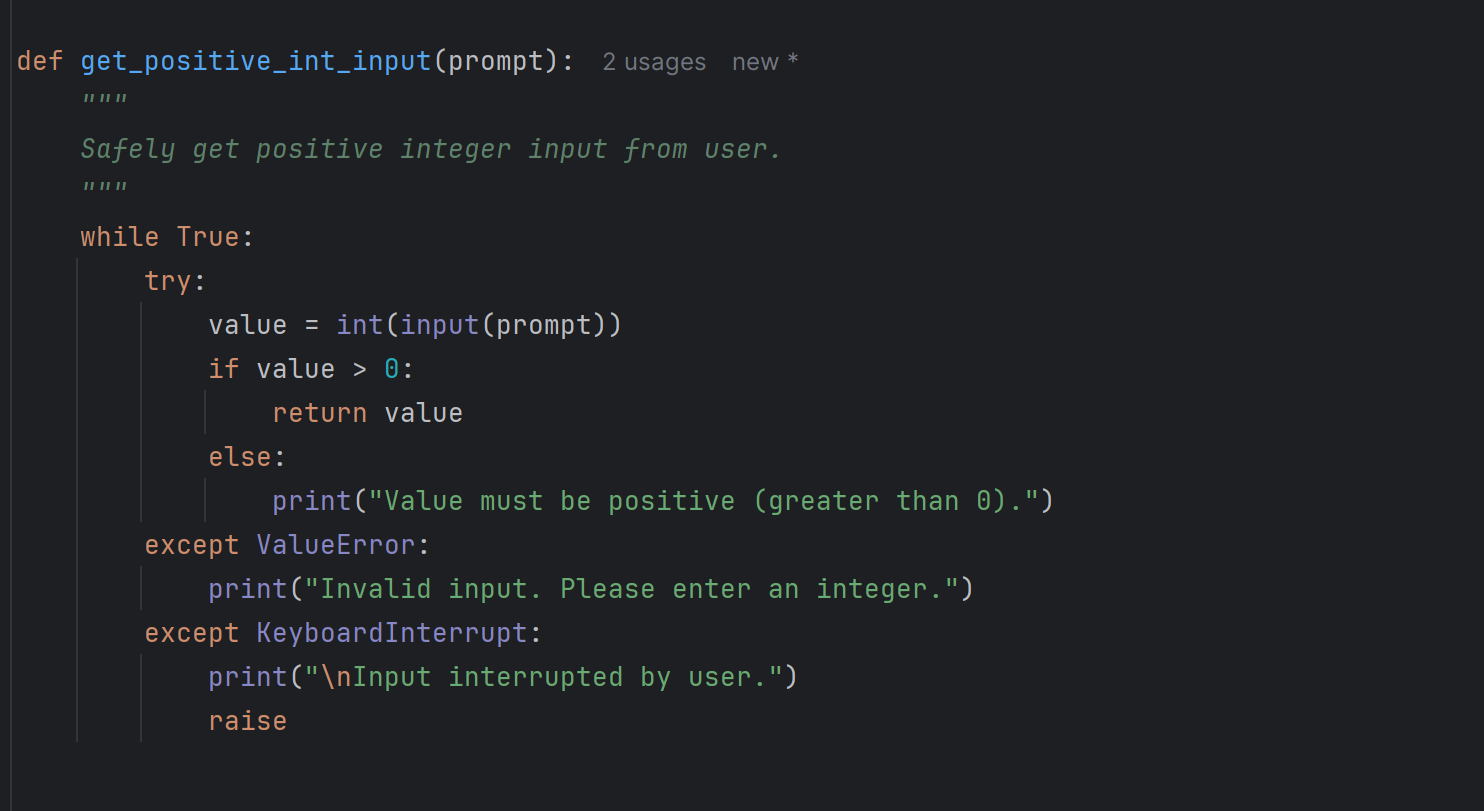 def get_positive_int_input(prompt): 2 usages new *
    """
    Safely get positive integer input from user.
    """
    while True:
        try:
            value = int(input(prompt))
            if value > 0:
                return value
            else:
                print("Value must be positive (greater than 0).")
        except ValueError:
            print("Invalid input. Please enter an integer.")
        except KeyboardInterrupt:
            print("\nInput interrupted by user.")
            raise